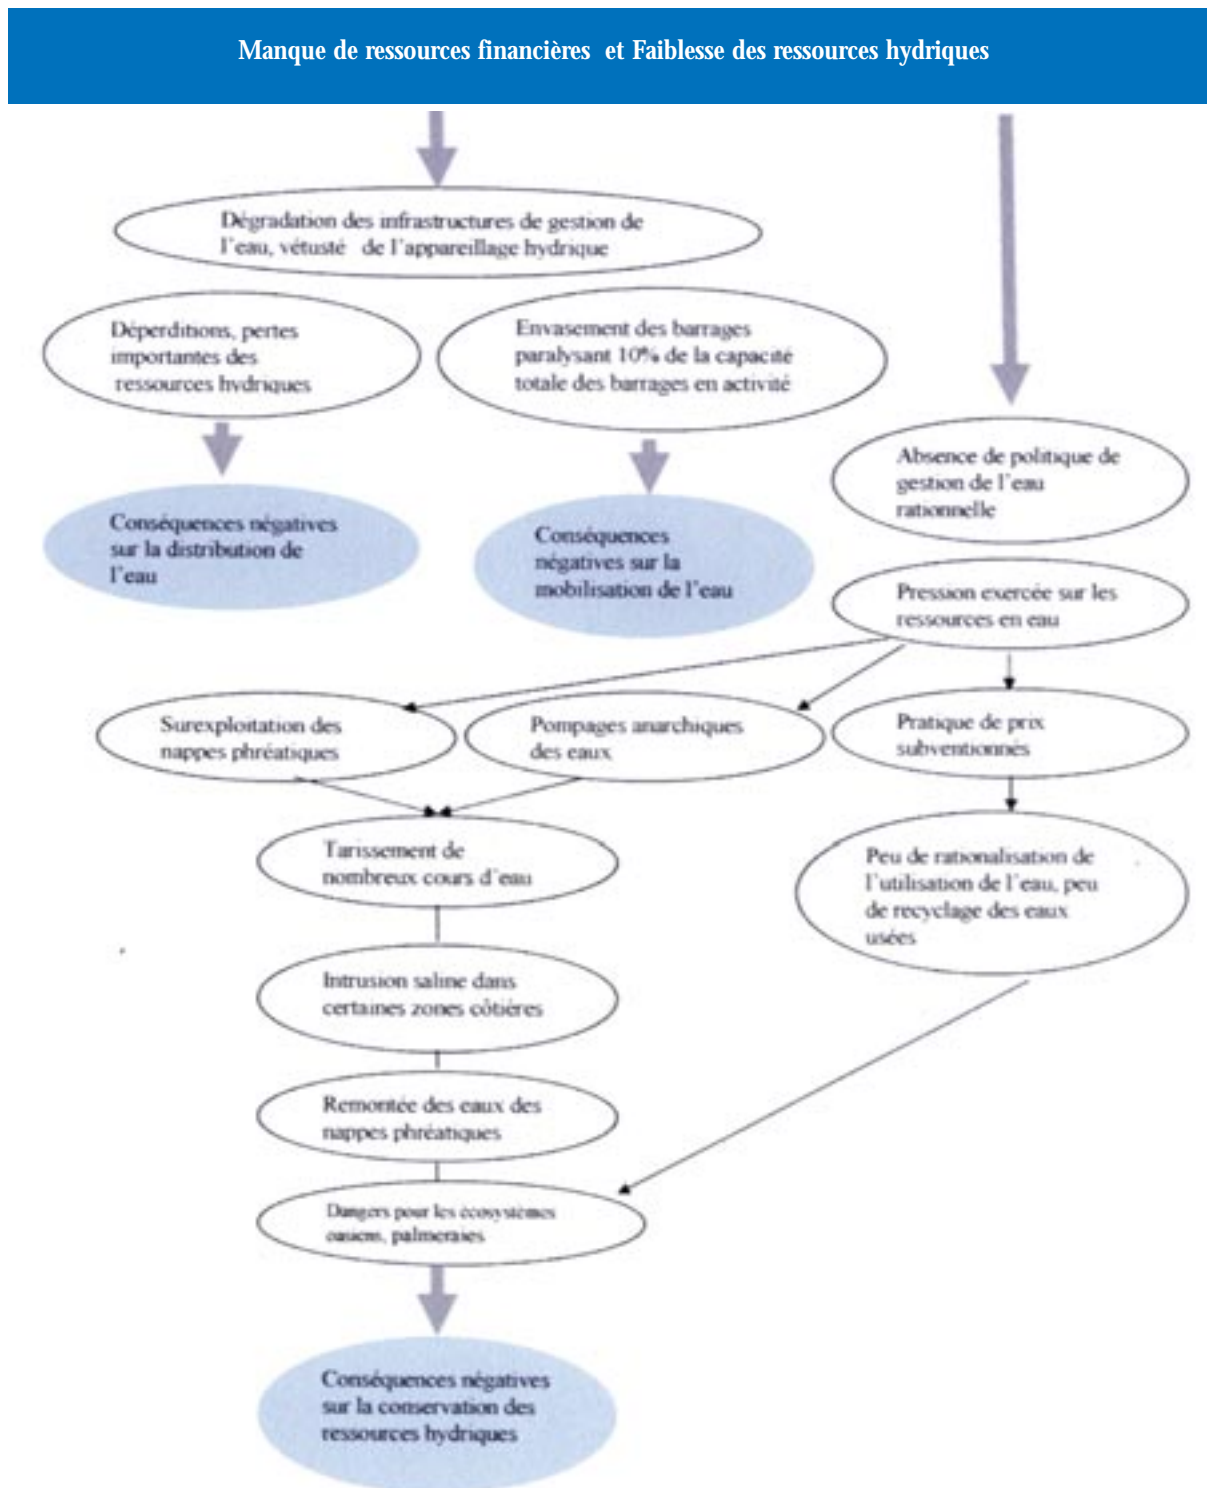 Manque de ressources financières et Faiblesse des ressources hydriques
Dégradation des infrastructures de gestion de
l'eau, vétusté de l'appareillage hydrique
Déperditions, pertes
importantes des
ressources hydriques
Envasement des barrages
paralysant 10% de la capacité
totale des barrages en activité
Absence de politique de
gestion de l'eau
rationnelle
Conséquences négatives
sur la distribution de
l'eau
Conséquences
négatives sur la
mobilisation de l'eau
Pression exercée sur les
ressources en eau
Surexploitation des
nappes phréatiques
Pompages anarchiques
des eaux
Pratique de prix
subventionnés
Tarissement de
nombreux cours d'eau
Peu de rationalisation de
l'utilisation de l'eau, peu
de recyclage des eaux
usées
Intrusion saline dans
certaines zones côtiéres
Remontée des eaux des
nappes phréatiques
Dangers pour les écosystèmes
oasiens, palmeraies
Conséquences négatives
sur la conservation des
ressources hydriques